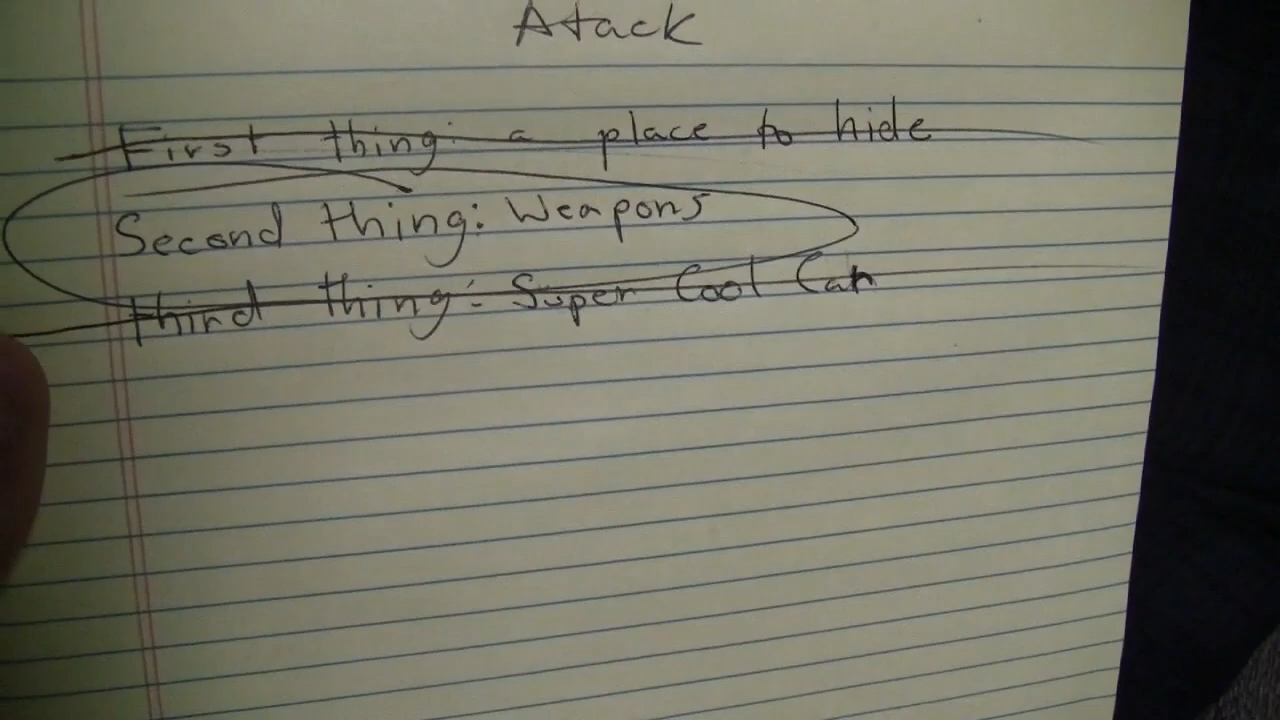 Atack
First thing: a place to hide
Second thing: Weapons
third thing: Super Cool Car